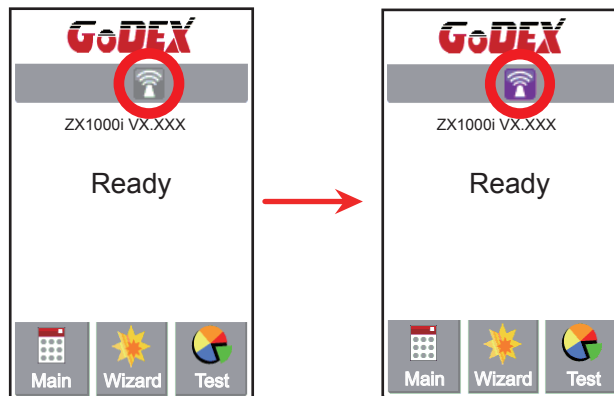 GoDEX
ZX1000i VX.XXX
Ready
Main Wizard Test
GoDEX
ZX1000i VX.XXX
Ready
Main Wizard Test